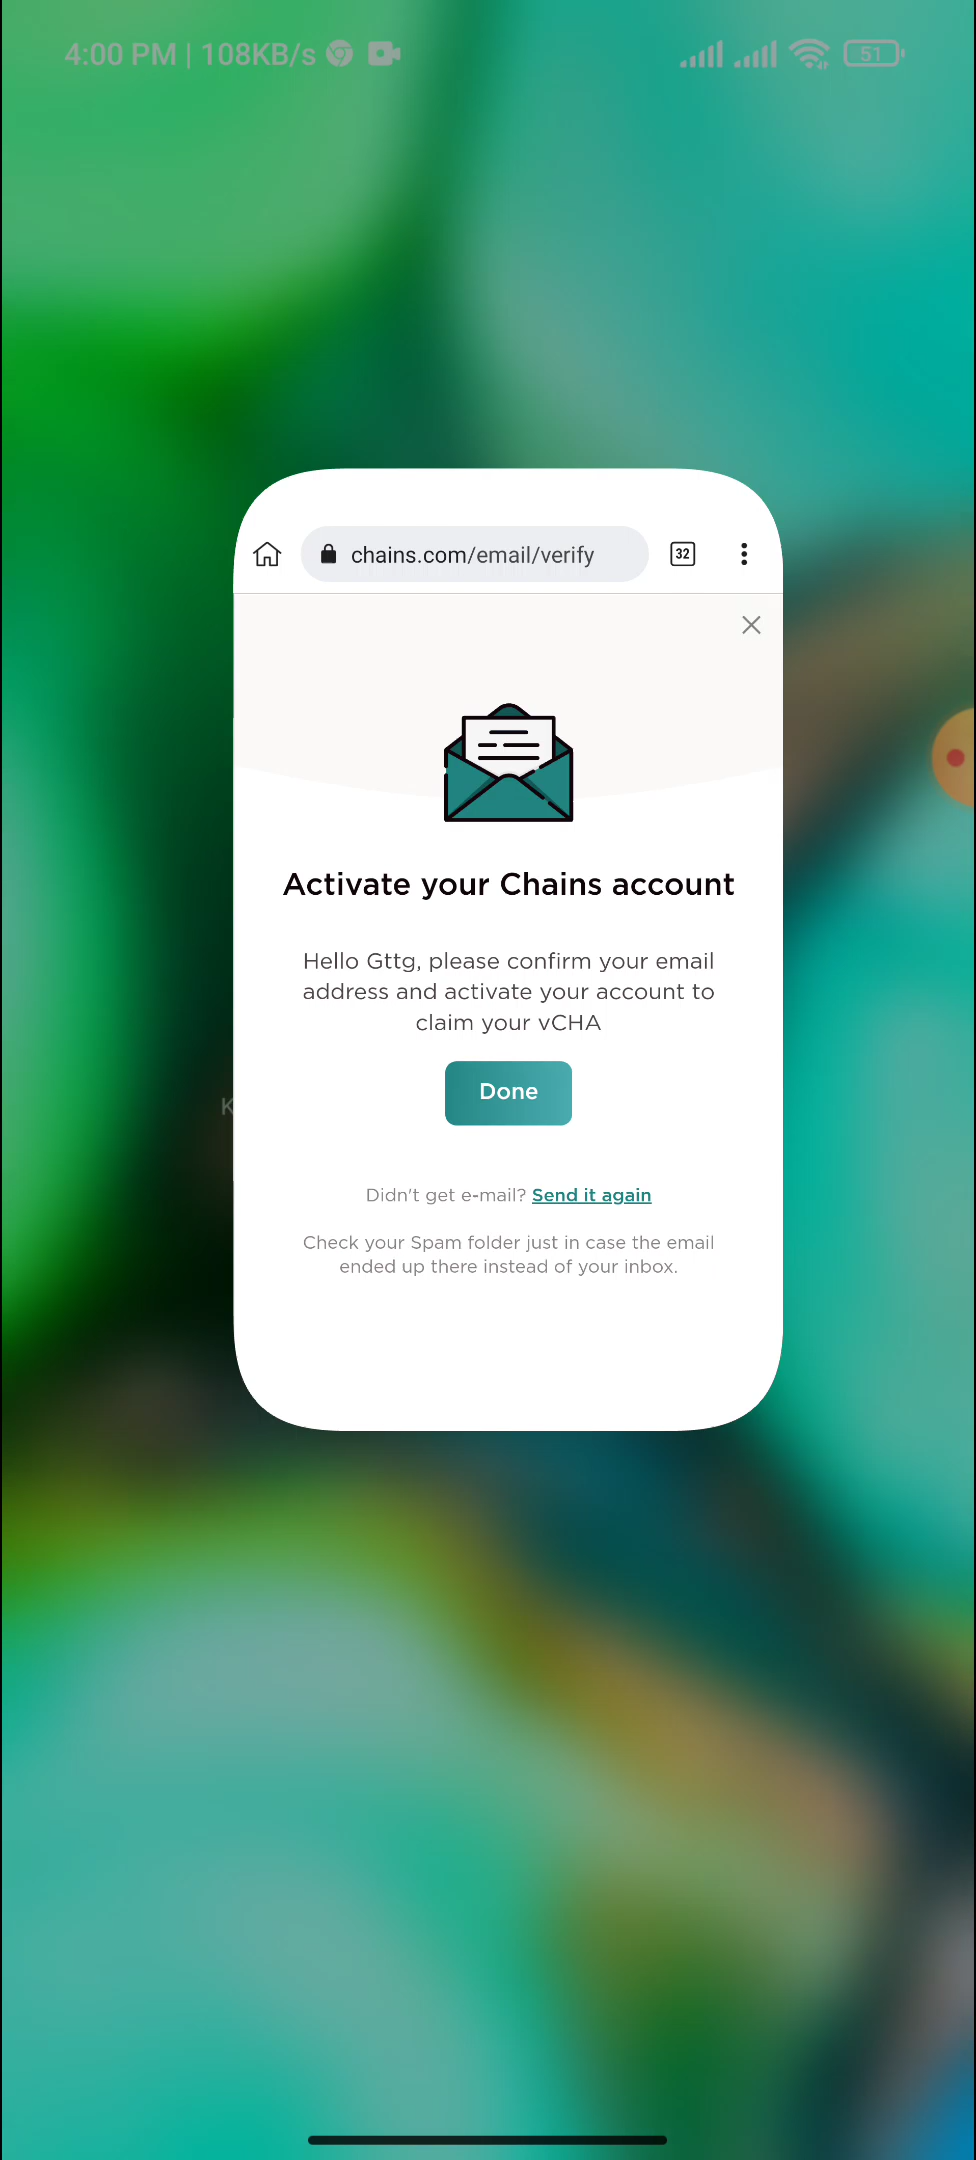 4:00 PM | 108KB/s
51
chains.com/email/verify
32
Activate your Chains account
Hello Gttg, please confirm your email
address and activate your account to
claim your vCHA
K
Done
Didn't get e-mail? Send it again
Check your Spam folder just in case the email
ended up there instead of your inbox.